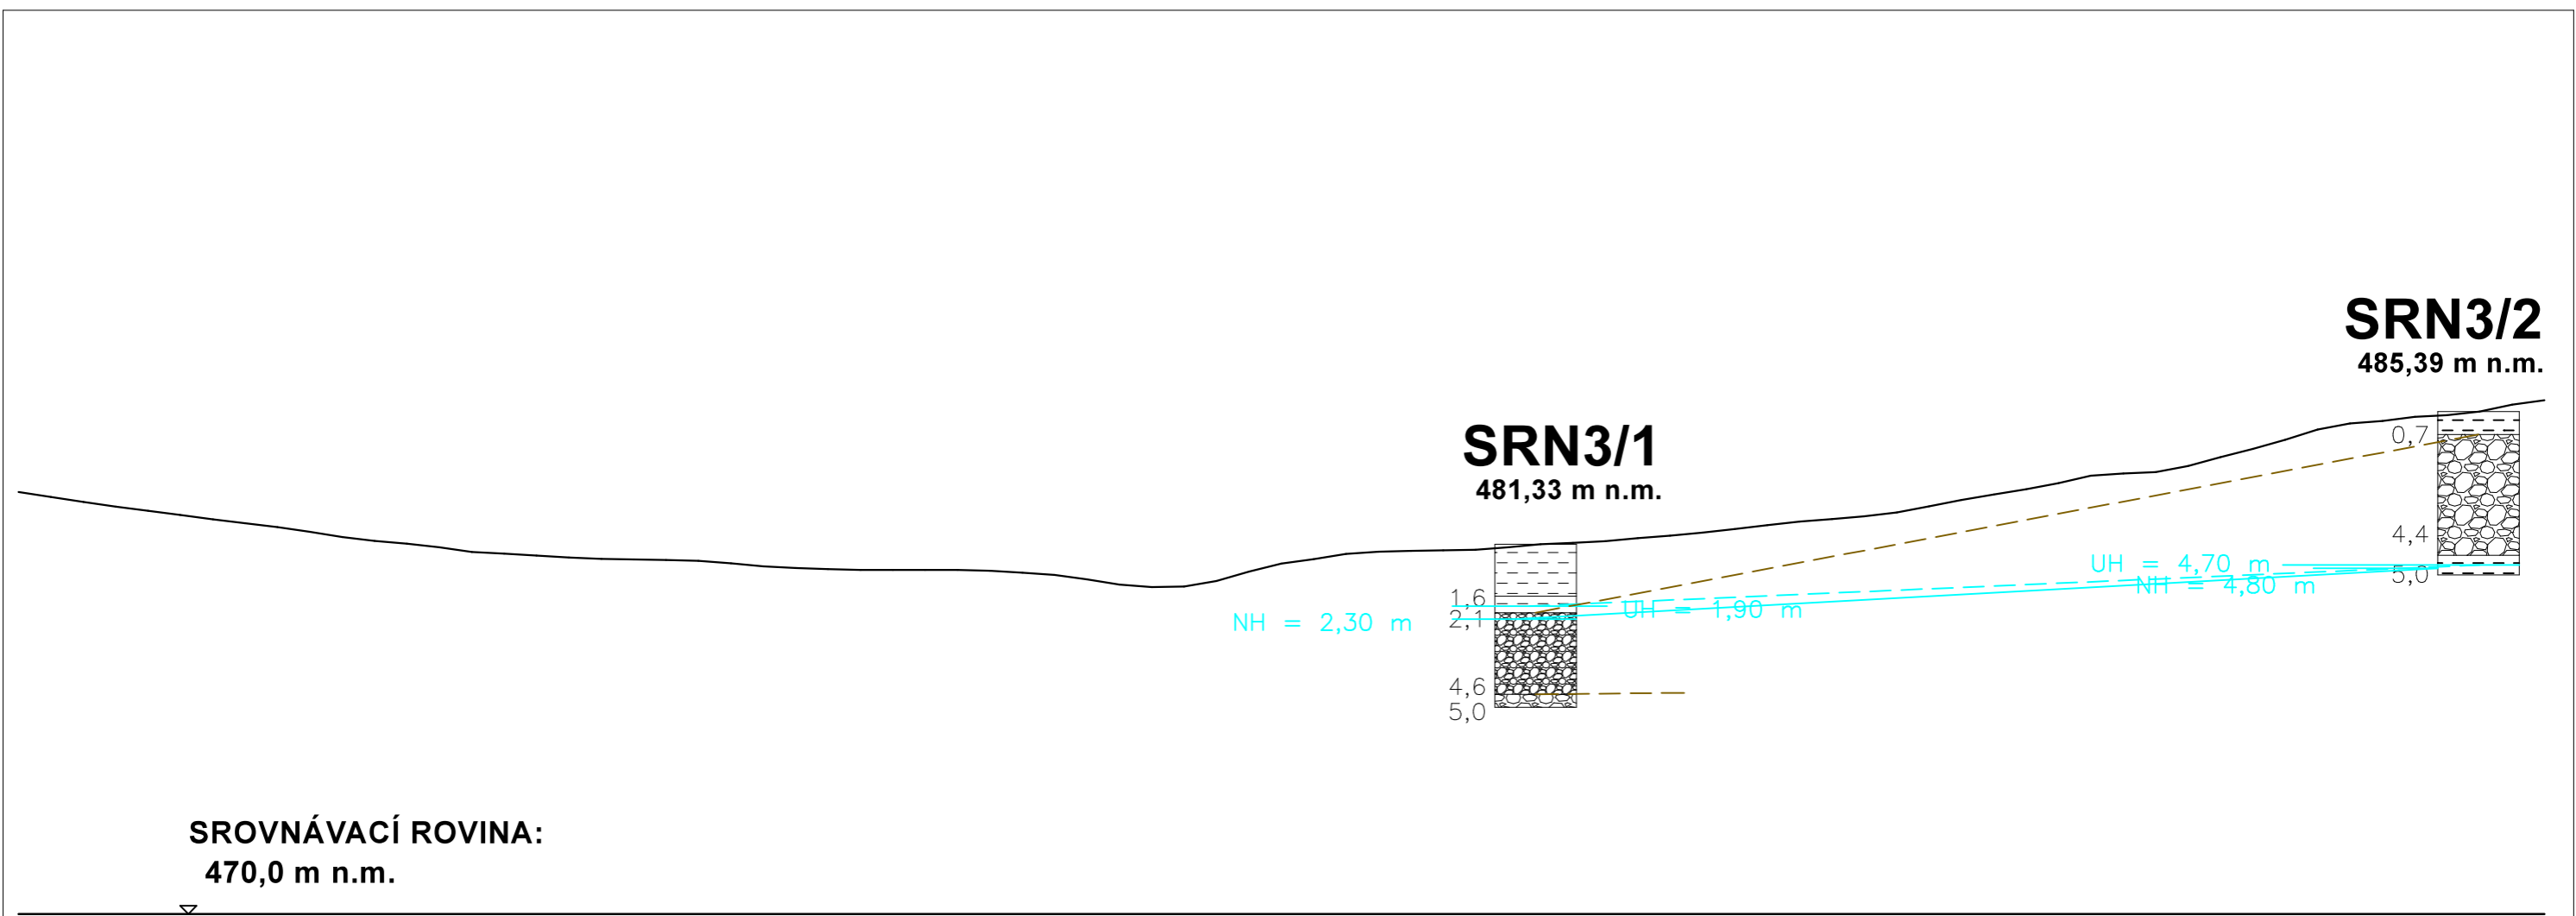 SRN3/2
485,39 m n.m.
SRN3/1
481,33 m n.m.
0,7
4,4
5,0
UH = 4,70 m
NH = 4,80 m
1,6
2,1
NH = 2,30 m
UH = 1,90 m
4,6
5,0
SROVNÁVACÍ ROVINA:
470,0 m n.m.